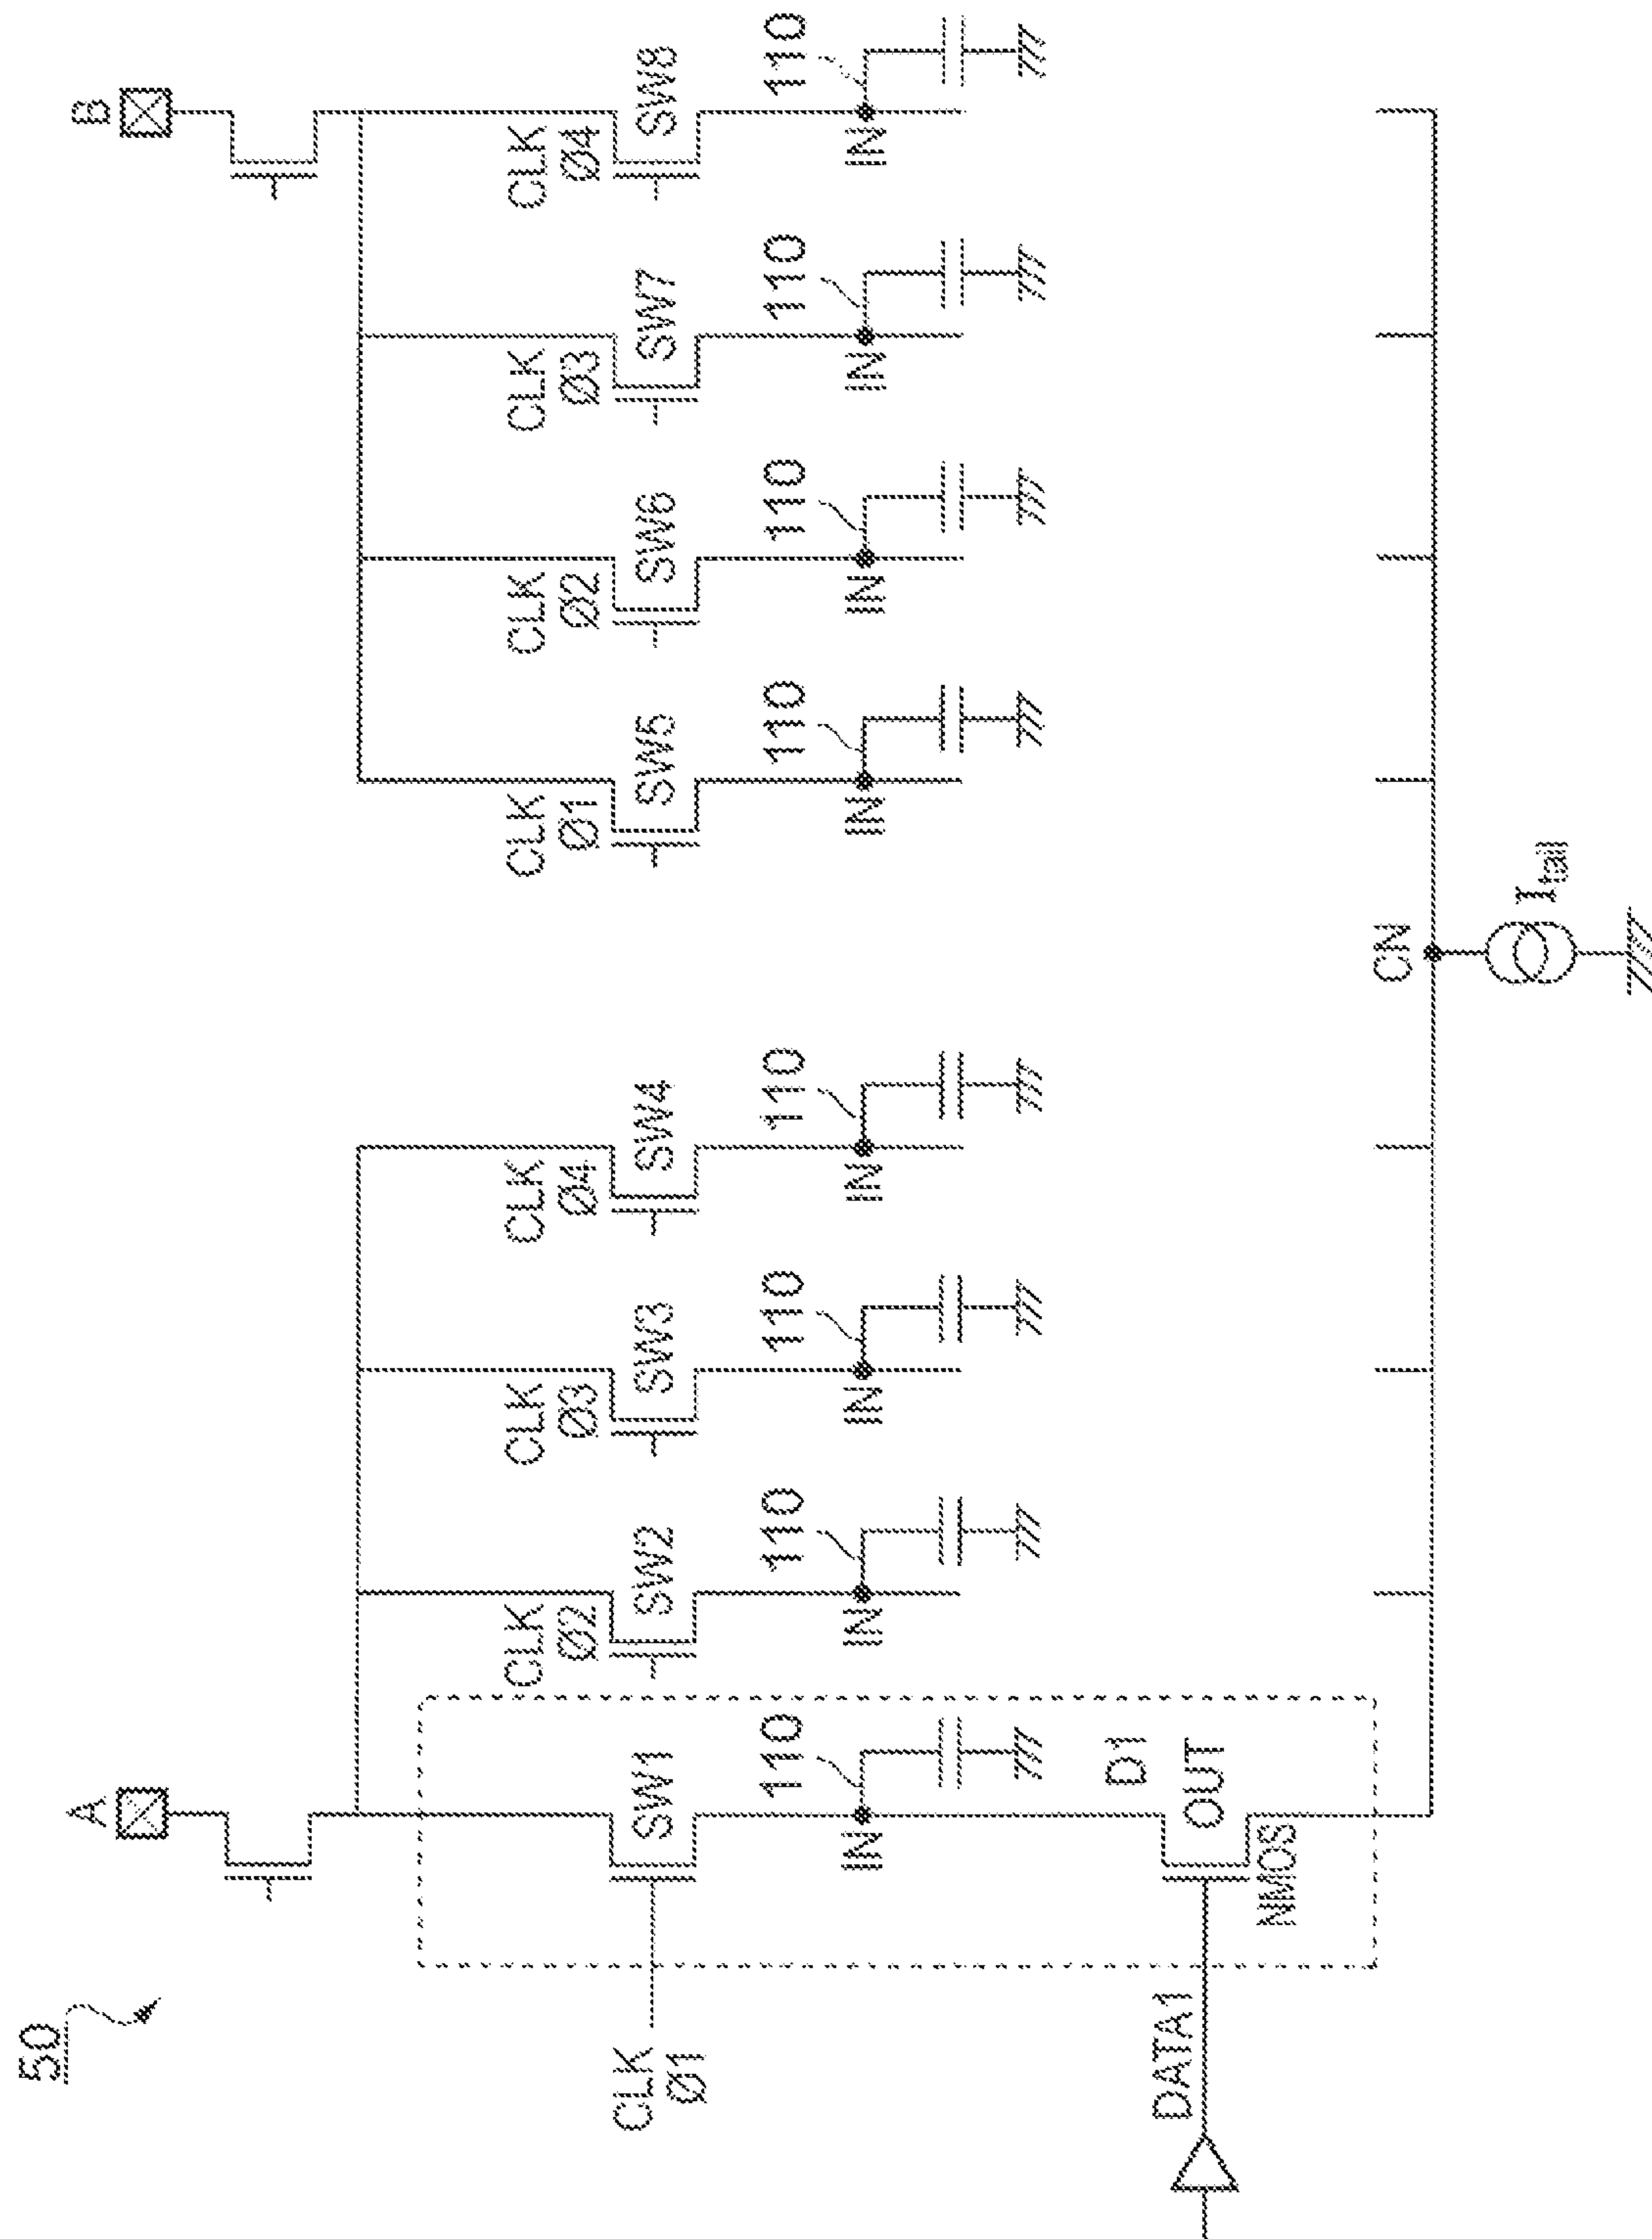 50
A
B
CLK
Ø1
SW1
CLK
Ø2
SW2
CLK
Ø3
SW3
CLK
Ø4
SW4
CLK
Ø1
SW5
CLK
Ø2
SW6
CLK
Ø3
SW7
CLK
Ø4
SW8
IN
110
IN
110
IN
110
IN
110
IN
110
IN
110
IN
110
IN
110
D1
OUT
DATA1
NMOS
CN
Itail